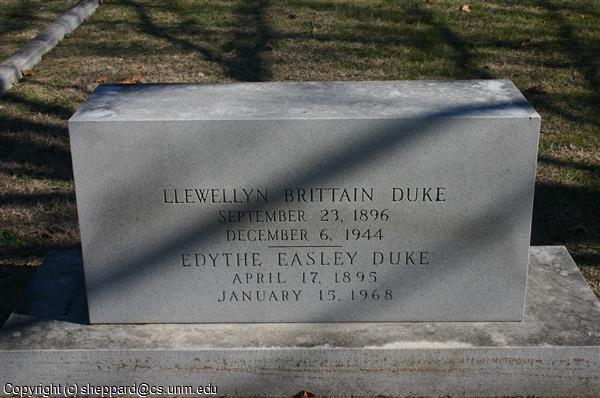 LLEWELLYN BRITTAIN DUKE
SEPTEMBER 23, 1896
DECEMBER 6, 1944
EDYTHE EASLEY DUKE
APRIL 17, 1895
JANUARY 15, 1968
Copyright (c) sheppard@cs.unm.edu